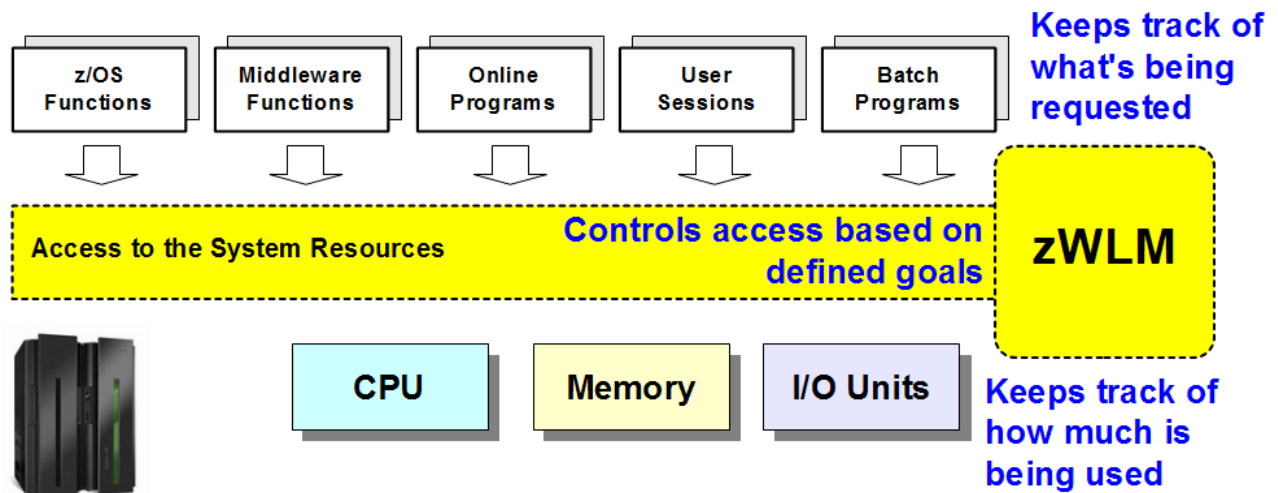 z/OS
Functions
Middleware
Functions
Online
Programs
User
Sessions
Batch
Programs
Keeps track of
what's being
requested
Access to the System Resources
Controls access based on
defined goals
zWLM
CPU
Memory
I/O Units
Keeps track of
how much is
being used